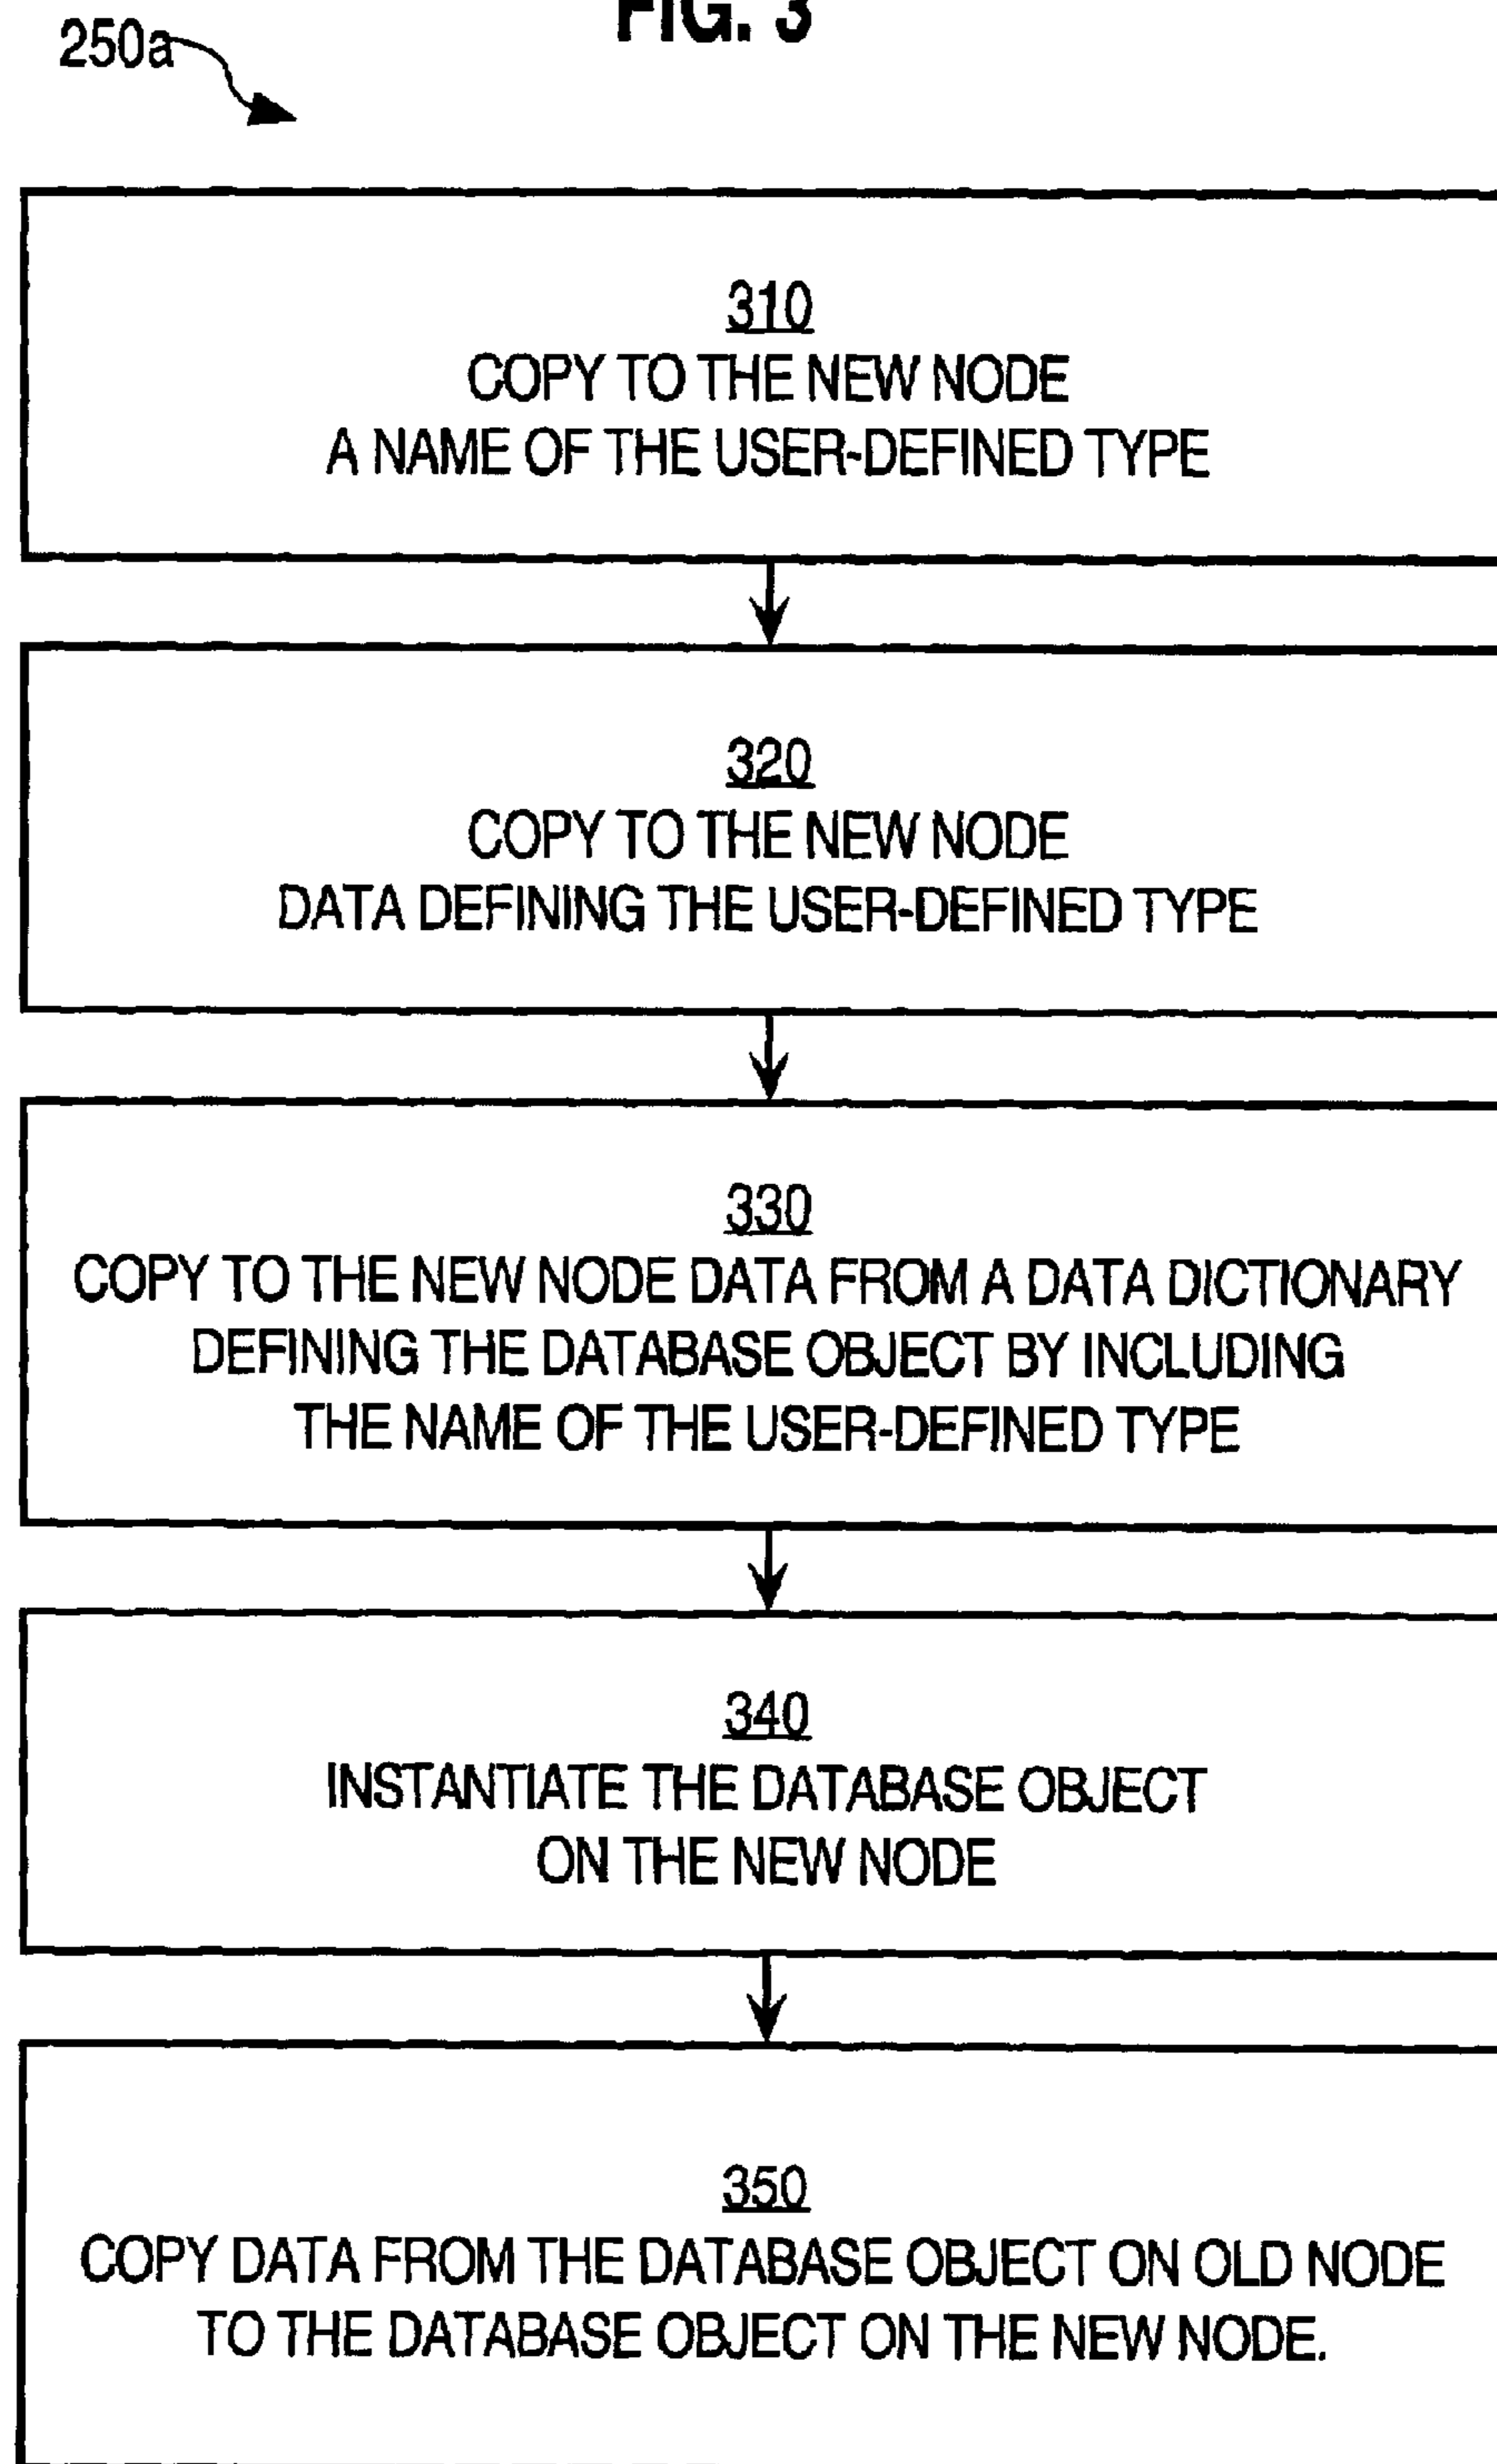 FIG. 3
250a
310
COPY TO THE NEW NODE
A NAME OF THE USER-DEFINED TYPE
320
COPY TO THE NEW NODE
DATA DEFINING THE USER-DEFINED TYPE
330
COPY TO THE NEW NODE DATA FROM A DATA DICTIONARY
DEFINING THE DATABASE OBJECT BY INCLUDING
THE NAME OF THE USER-DEFINED TYPE
340
INSTANTIATE THE DATABASE OBJECT
ON THE NEW NODE
350
COPY DATA FROM THE DATABASE OBJECT ON OLD NODE
TO THE DATABASE OBJECT ON THE NEW NODE.